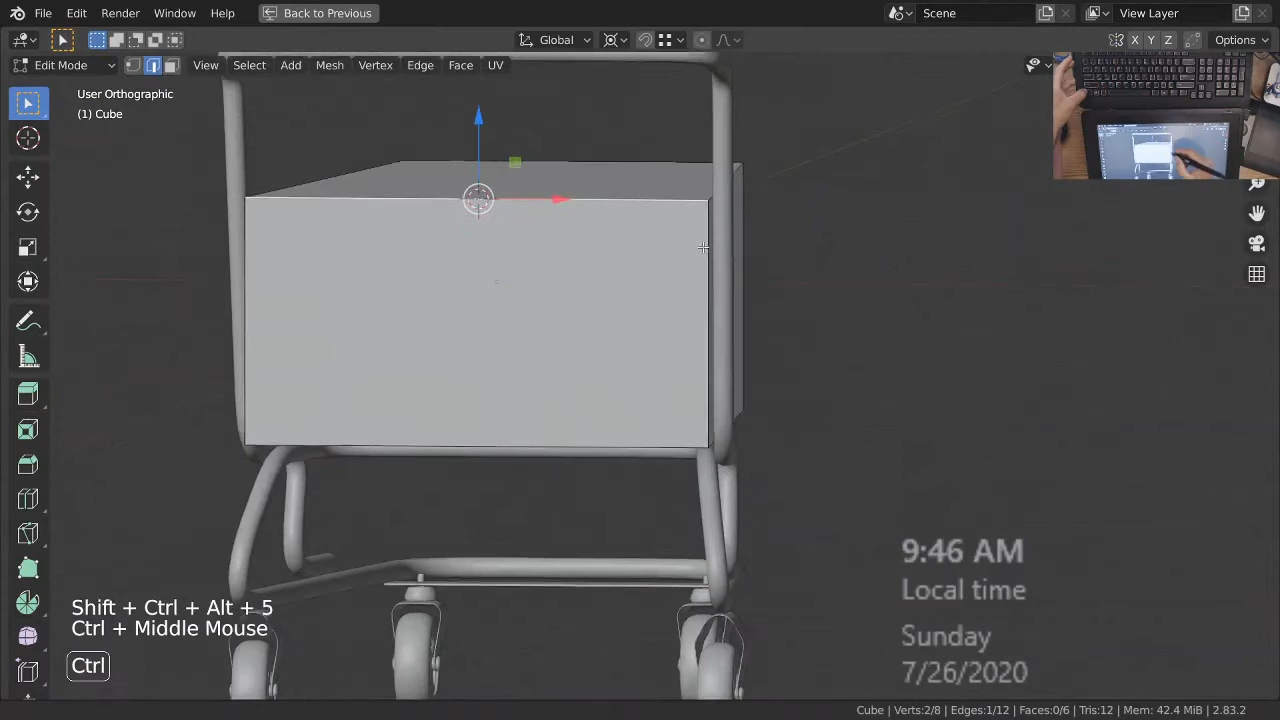 File Edit Render Window Help Back to Previous Scene View Layer
Global X Y Z Options
Edit Mode View Select Add Mesh Vertex Edge Face UV
User Orthographic
(1) Cube
9:46 AM
Local time
Shift + Ctrl + Alt + 5
Ctrl + Middle Mouse
Sunday
Ctrl
7/26/2020
Cube | Verts:2/8 | Edges:1/12 | Faces:0/6 | Tris:12 | Mem: 42.4 MiB | 2.83.2